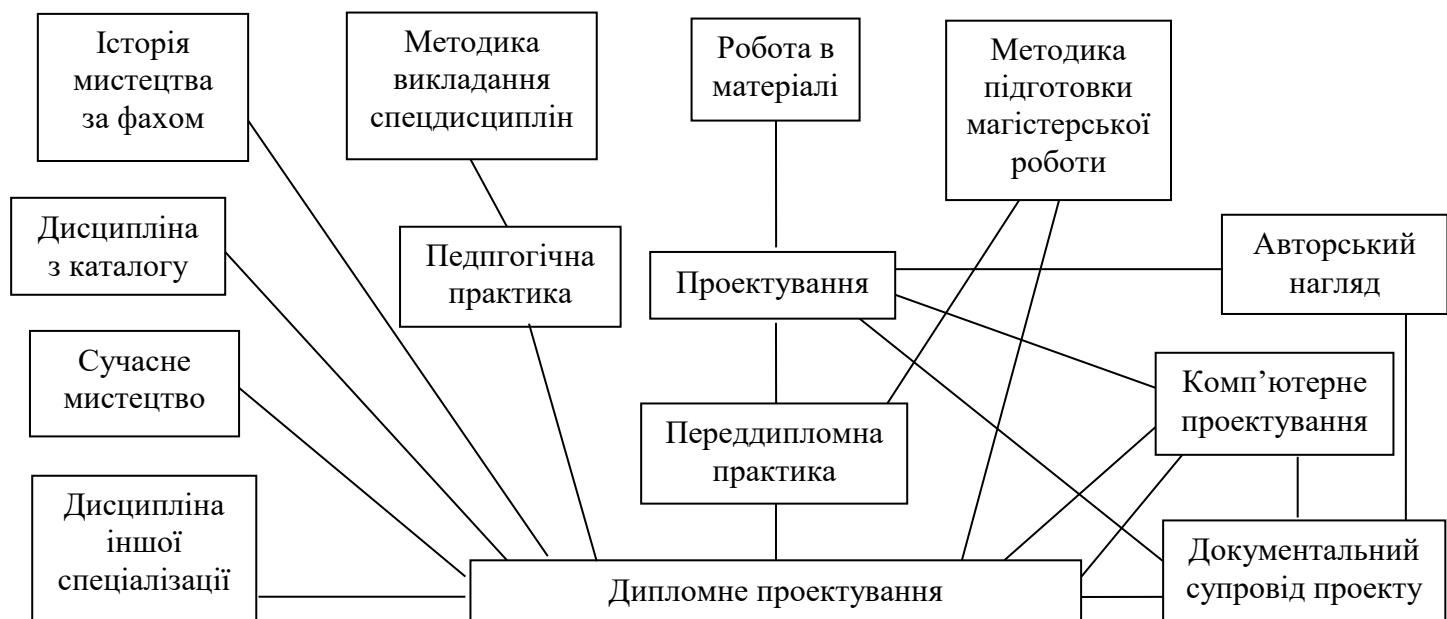 Історія
мистецтва
за фахом
Методика
викладання
спецдисциплін
Робота в
матеріалі
Методика
підготовки
магістерської
роботи
Дисципліна
з каталогу
Педпгогічна
практика
Проектування
Авторський
нагляд
Сучасне
мистецтво
Комп’ютерне
проектування
Переддипломна
практика
Дисципліна
іншої
спеціалізації
Дипломне проектування
Документальний
супровід проекту